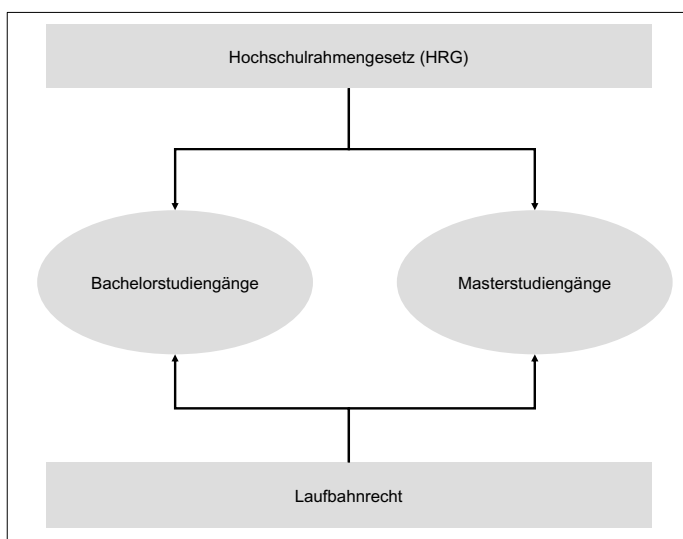 Hochschulrahmengesetz (HRG)
Bachelorstudiengänge
Masterstudiengänge
Laufbahnrecht